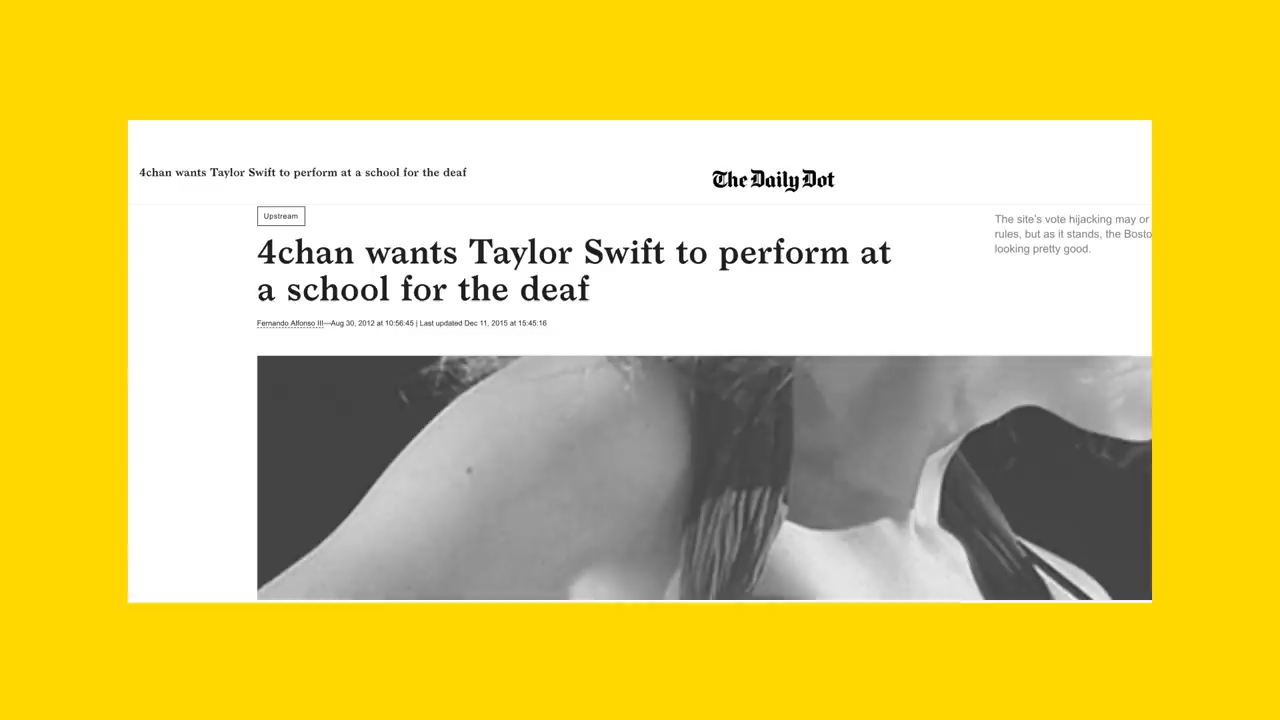 4chan wants Taylor Swift to perform at a school for the deaf
The Daily Dot
Upstream
4chan wants Taylor Swift to perform at
a school for the deaf
Fernando Alfonso III—Aug 30, 2012 at 10:56:45 | Last updated Dec 11, 2015 at 15:45:16
The site's vote hijacking may or
rules, but as it stands, the Bosto
looking pretty good.